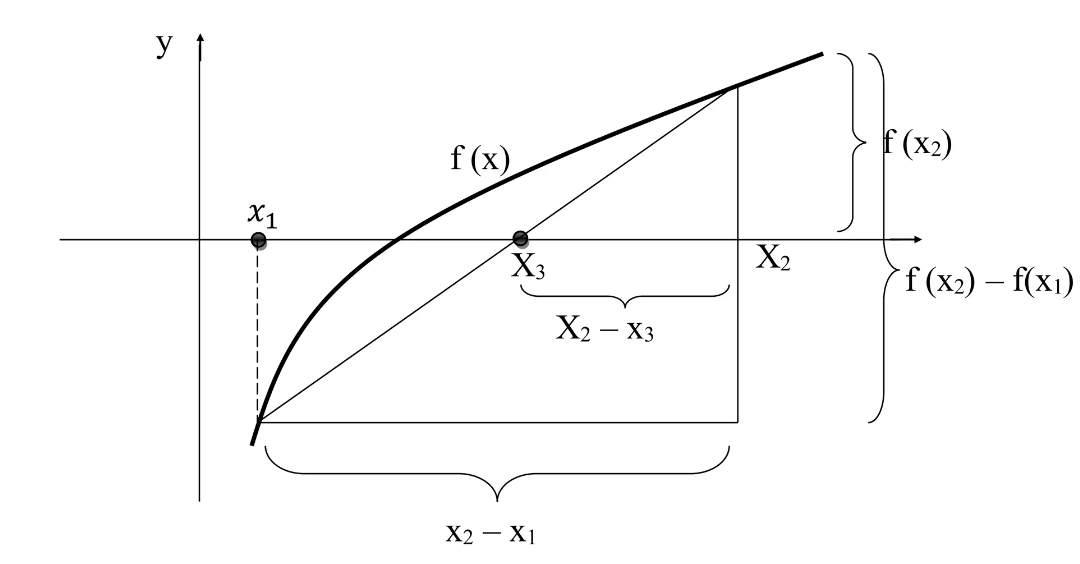 y
f (x)
f (x₂)
x₁
X₃
X₂
f (x₂) – f(x₁)
X₂ – x₃
x₂ – x₁